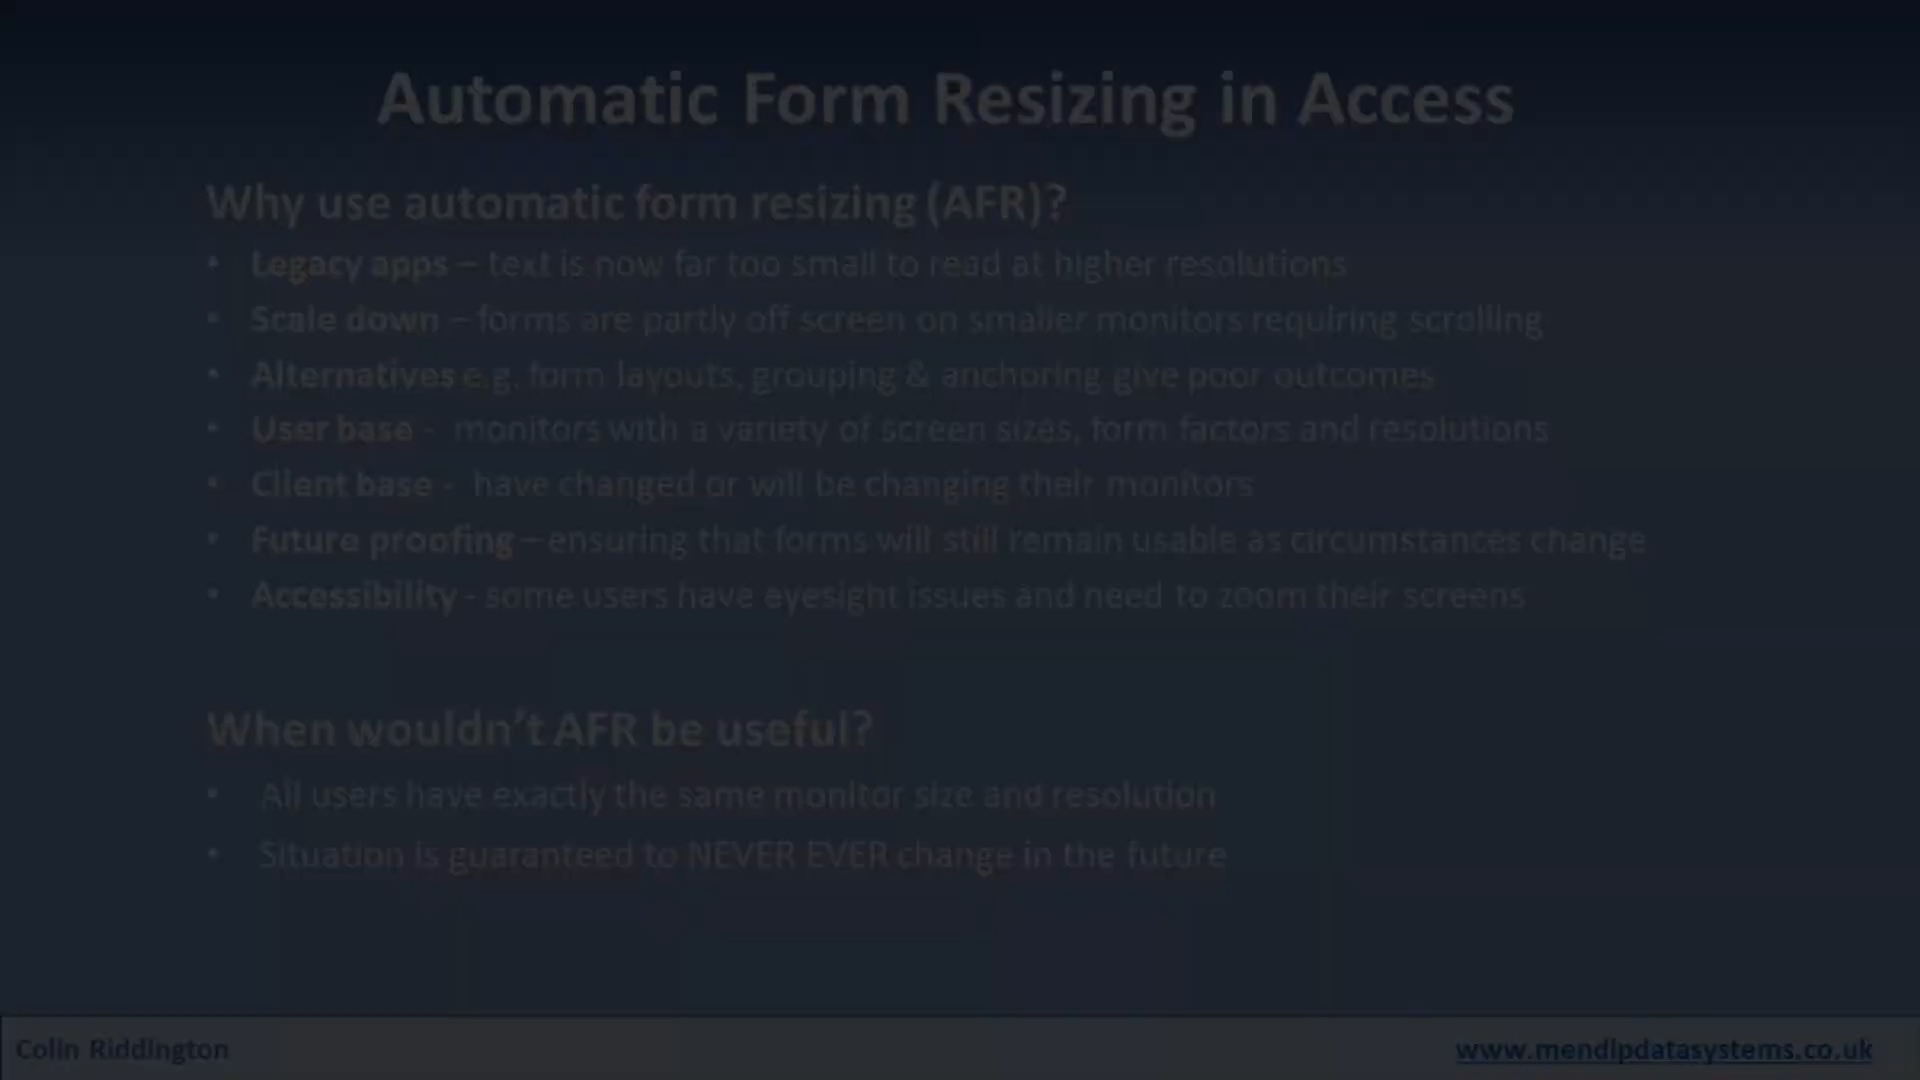 Automatic Form Resizing in Access
Why use automatic form resizing (AFR)?
• Legacy apps – text is now far too small to read at higher resolutions
• Scale down – forms are partly off screen on smaller monitors requiring scrolling
• Alternatives e.g. form layouts, grouping & anchoring give poor outcomes
• User base - monitors with a variety of screen sizes, form factors and resolutions
• Client base - have changed or will be changing their monitors
• Future proofing – ensuring that forms will still remain usable as circumstances change
• Accessibility - some users have eyesight issues and need to zoom their screens
When wouldn't AFR be useful?
• All users have exactly the same monitor size and resolution
• Situation is guaranteed to NEVER EVER change in the future
Colin Riddington
www.mendipdatasystems.co.uk